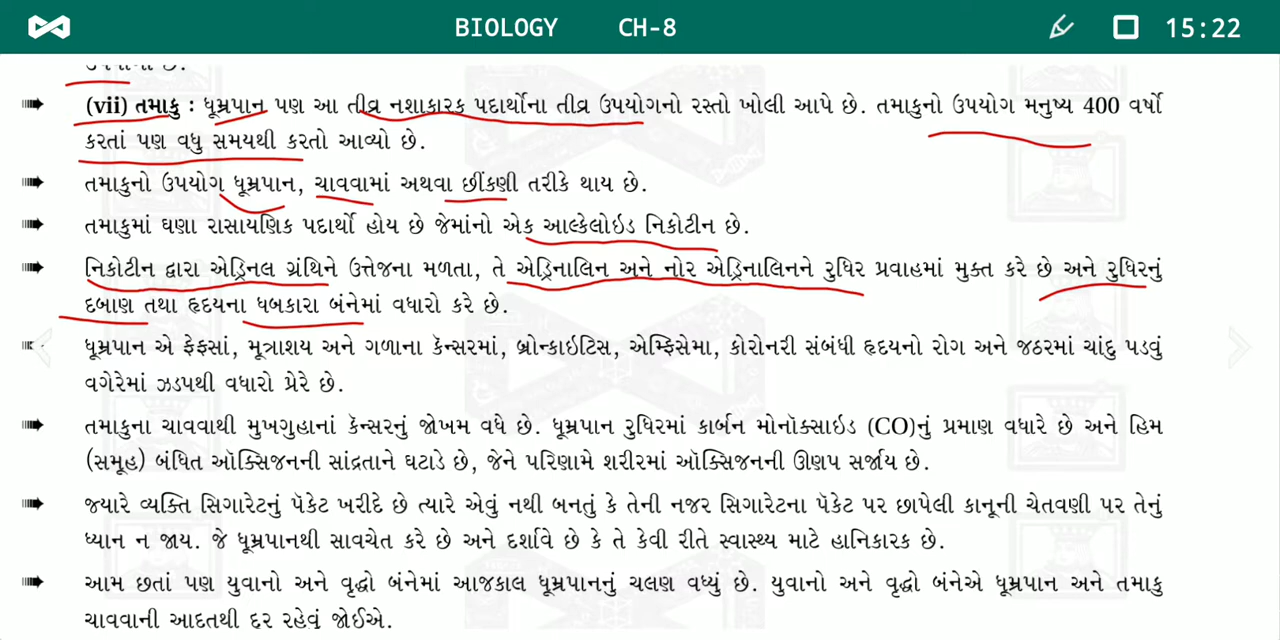 BIOLOGY CH-8 15:22
(vii) તમાકુ : ધૂમ્રપાન પણ આ તીવ્ર નશાકારક પદાર્થોના તીવ્ર ઉપયોગનો રસ્તો ખોલી આપે છે. તમાકુનો ઉપયોગ મનુષ્ય 400 વર્ષો
કરતાં પણ વધુ સમયથી કરતો આવ્યો છે.
તમાકુનો ઉપયોગ ધૂમ્રપાન, ચાવવામાં અથવા છીંકણી તરીકે થાય છે.
તમાકુમાં ઘણા રાસાયણિક પદાર્થો હોય છે જેમાંનો એક આલ્કેલોઇડ નિકોટીન છે.
નિકોટીન દ્વારા એડ્રિનલ ગ્રંથિને ઉત્તેજના મળતા, તે એડ્રિનાલિન અને નોર એડ્રિનાલિનને રુધિર પ્રવાહમાં મુક્ત કરે છે અને રુધિરનું
દબાણ તથા હૃદયના ધબકારા બંનેમાં વધારો કરે છે.
ધૂમ્રપાન એ ફેફસાં, મૂત્રાશય અને ગળાના કૅન્સરમાં, બ્રોન્કાઈટિસ, એમ્ફિસેમા, કોરોનરી સંબંધી હૃદયનો રોગ અને જઠરમાં ચાંદુ પડવું
વગેરેમાં ઝડપથી વધારો પ્રેરે છે.
તમાકુના ચાવવાથી મુખગુહાનાં કૅન્સરનું જોખમ વધે છે. ધૂમ્રપાન રુધિરમાં કાર્બન મોનૉક્સાઇડ (CO)નું પ્રમાણ વધારે છે અને હિમ
(સમૂહ) બંધિત ઑક્સિજનની સાંદ્રતાને ઘટાડે છે, જેને પરિણામે શરીરમાં ઑક્સિજનની ઊણપ સર્જાય છે.
જ્યારે વ્યક્તિ સિગારેટનું પૅકેટ ખરીદે છે ત્યારે એવું નથી બનતું કે તેની નજર સિગારેટના પૅકેટ પર છાપેલી કાનૂની ચેતવણી પર તેનું
ધ્યાન ન જાય. જે ધૂમ્રપાનથી સાવચેત કરે છે અને દર્શાવે છે કે તે કેવી રીતે સ્વાસ્થ્ય માટે હાનિકારક છે.
આમ છતાં પણ યુવાનો અને વૃદ્ધો બંનેમાં આજકાલ ધૂમ્રપાનનું ચલણ વધ્યું છે. યુવાનો અને વૃદ્ધો બંનેએ ધૂમ્રપાન અને તમાકુ
ચાવવાની આદતથી દૂર રહેવું જોઈએ.